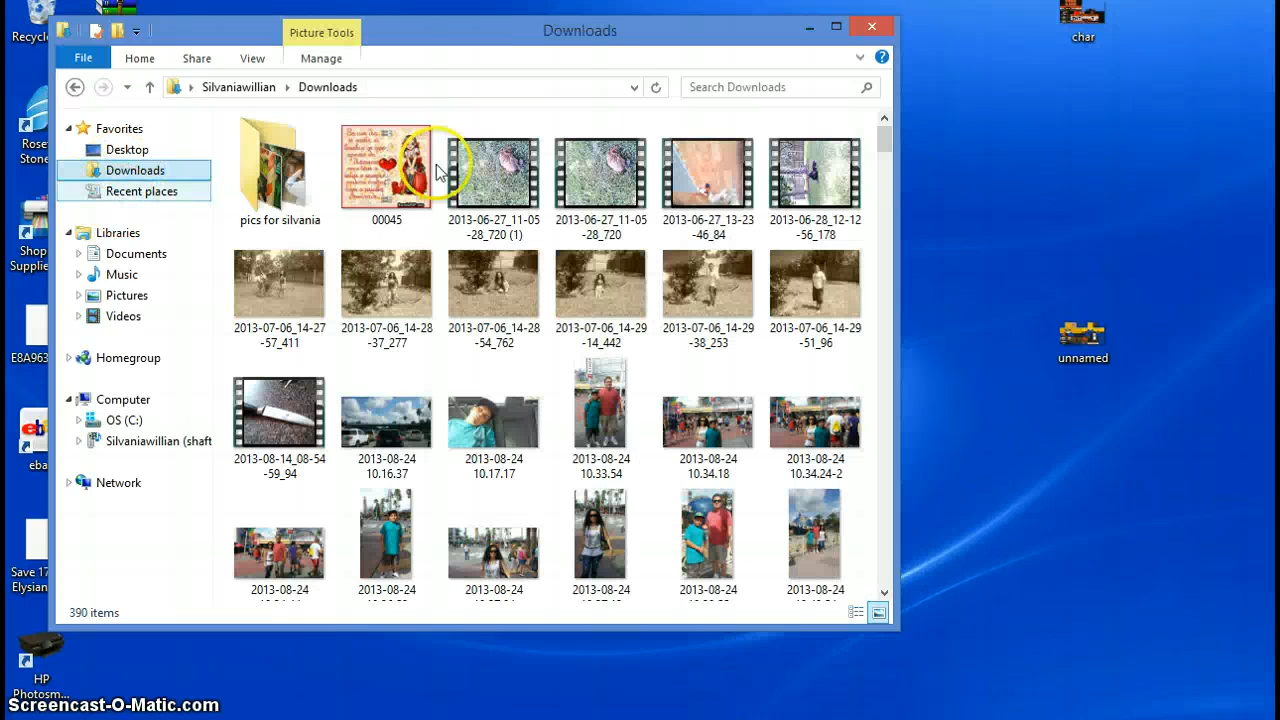 Recycle
Picture Tools
Downloads
File
Home
Share
View
Manage
Silvaniawillian
Downloads
Search Downloads
char
Rose
Stone
Favorites
Desktop
Downloads
Recent places
pics for silvania
00045
2013-06-27_11-05
-28_720 (1)
2013-06-27_11-05
-28_720
2013-06-27_13-23
-46_84
2013-06-28_12-12
-56_178
Shop
Supplies
Libraries
Documents
Music
Pictures
Videos
2013-07-06_14-27
-57_411
2013-07-06_14-28
-37_277
2013-07-06_14-28
-54_762
2013-07-06_14-29
-14_442
2013-07-06_14-29
-38_253
2013-07-06_14-29
-51_96
E8A963
Homegroup
unnamed
Computer
OS (C:)
Silvaniawillian (shaft
Network
eba
2013-08-14_08-54
-59_94
2013-08-24
10.16.37
2013-08-24
10.17.17
2013-08-24
10.33.54
2013-08-24
10.34.18
2013-08-24
10.34.24-2
Save 17
Elysian
2013-08-24
2013-08-24
2013-08-24
2013-08-24
2013-08-24
2013-08-24
390 items
HP
Photosm...
Screencast-O-Matic.com